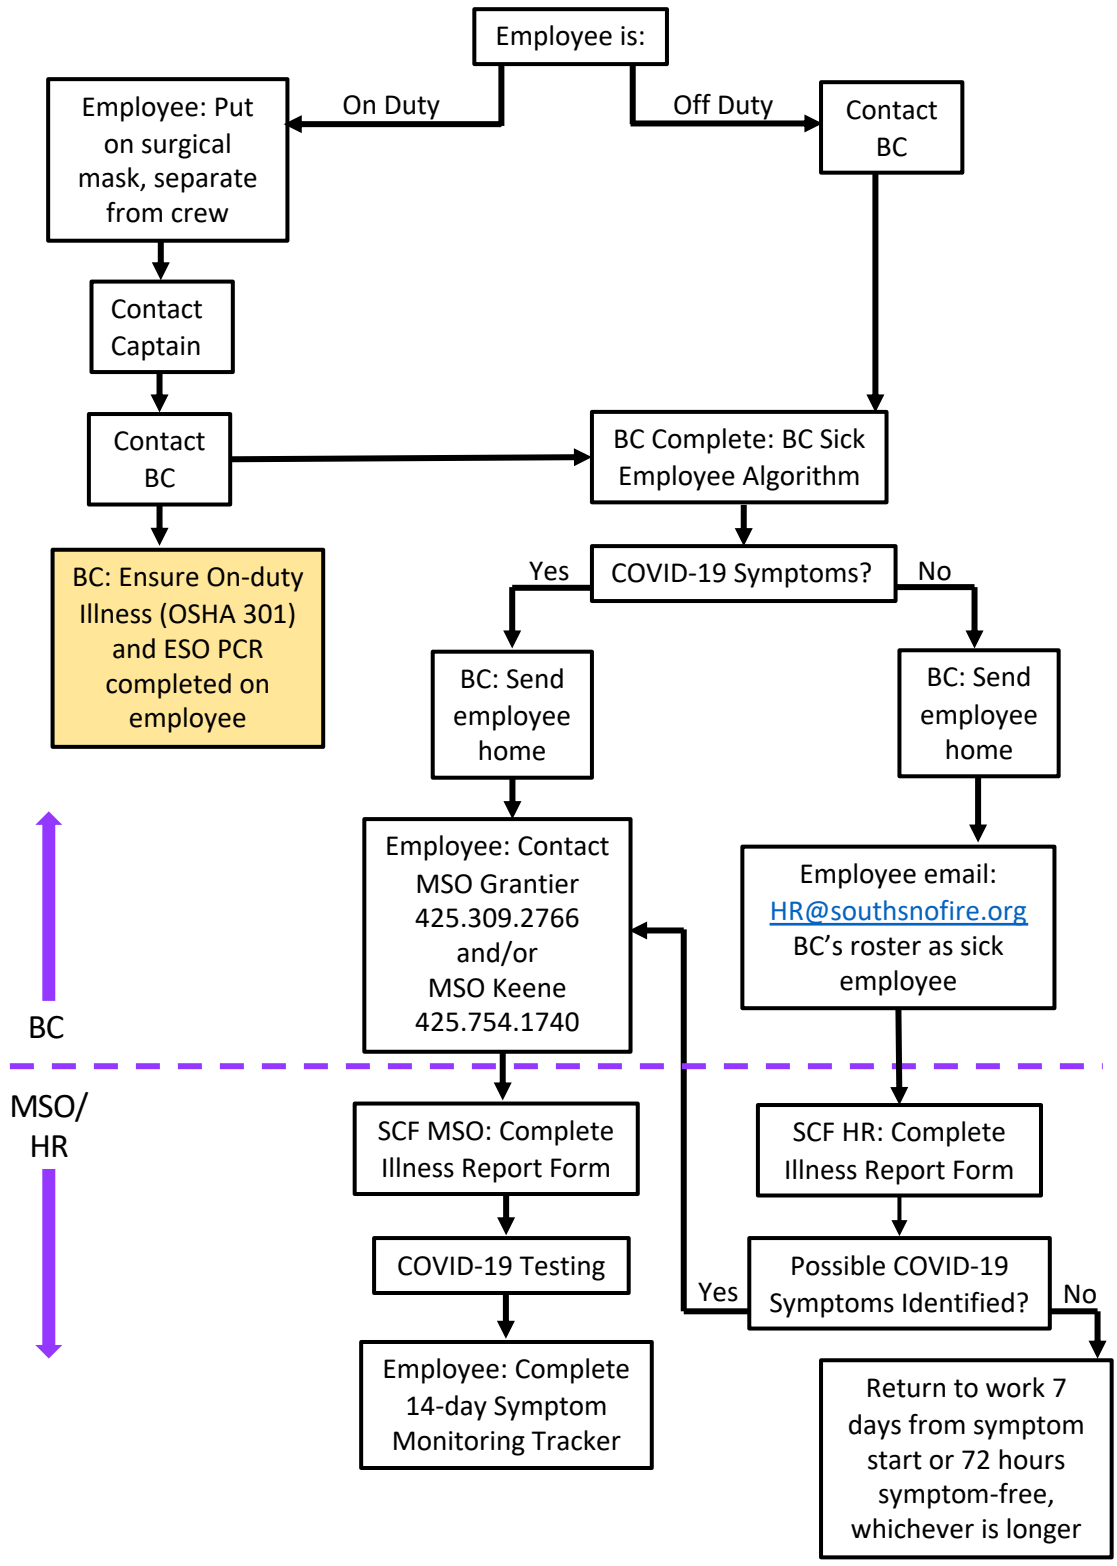 Employee is:
On Duty
Off Duty
Employee: Put
on surgical
mask, separate
from crew
Contact
BC
Contact
Captain
Contact
BC
BC Complete: BC Sick
Employee Algorithm
BC: Ensure On-duty
Illness (OSHA 301)
and ESO PCR
completed on
employee
Yes
COVID-19 Symptoms?
No
BC: Send
employee
home
BC: Send
employee
home
Employee: Contact
MSO Grantier
425.309.2766
and/or
MSO Keene
425.754.1740
Employee email:
HR@southsnofire.org
BC’s roster as sick
employee
BC
MSO/
HR
SCF MSO: Complete
Illness Report Form
SCF HR: Complete
Illness Report Form
COVID-19 Testing
Possible COVID-19
Symptoms Identified?
Yes
No
Employee: Complete
14-day Symptom
Monitoring Tracker
Return to work 7
days from symptom
start or 72 hours
symptom-free,
whichever is longer